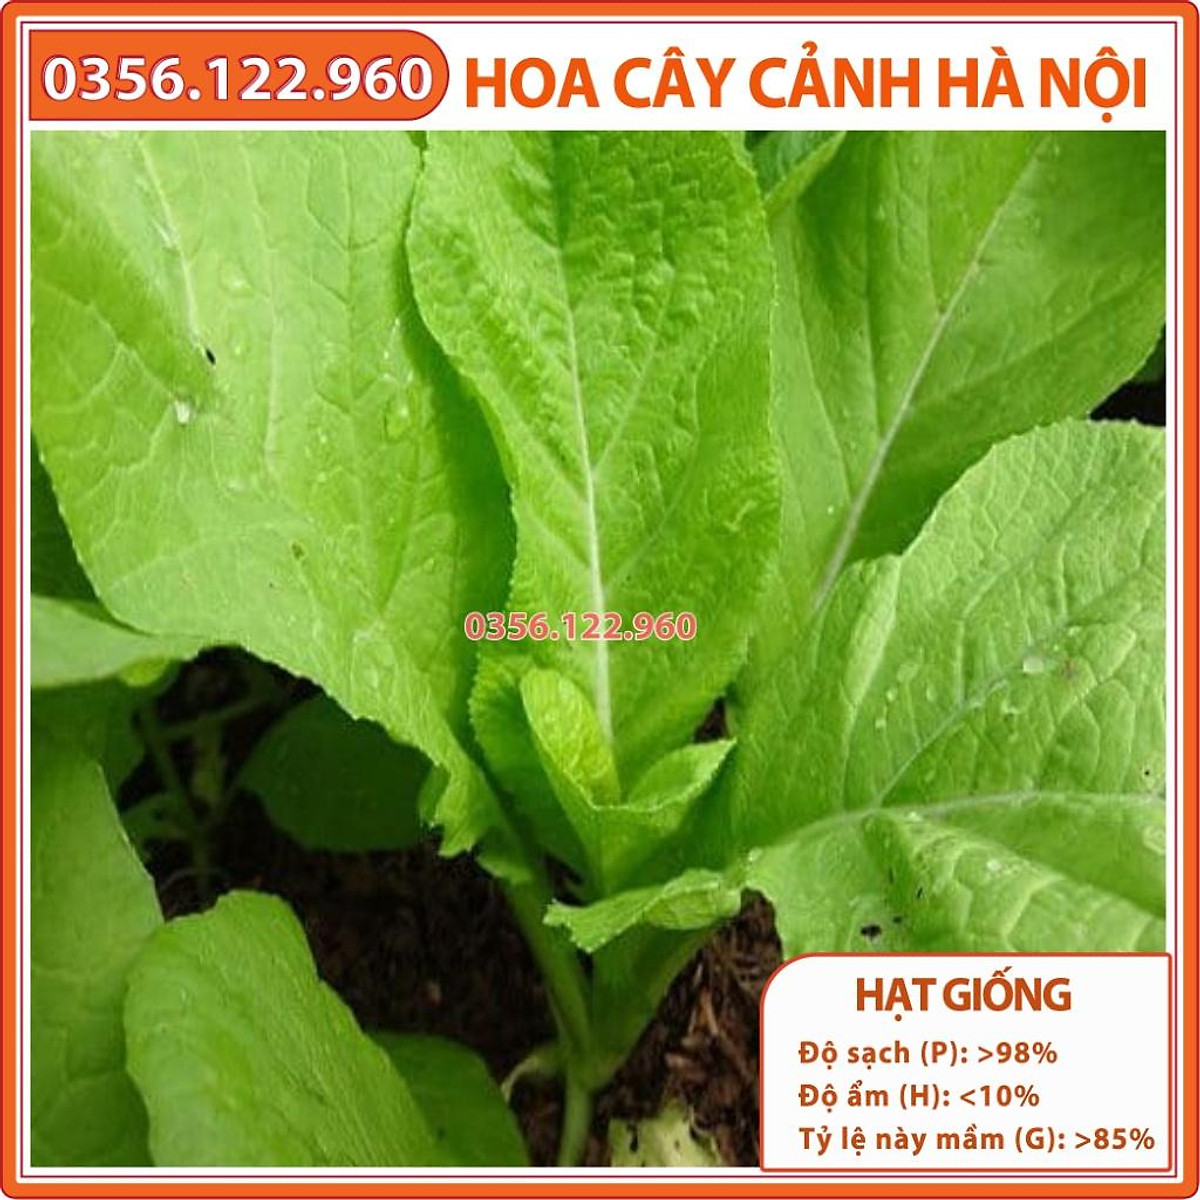 0356.122.960 HOA CÂY CẢNH HÀ NỘI
0356.122.960
HẠT GIỐNG
Độ sạch (P): >98%
Độ ẩm (H): <10%
Tỷ lệ này mầm (G): >85%